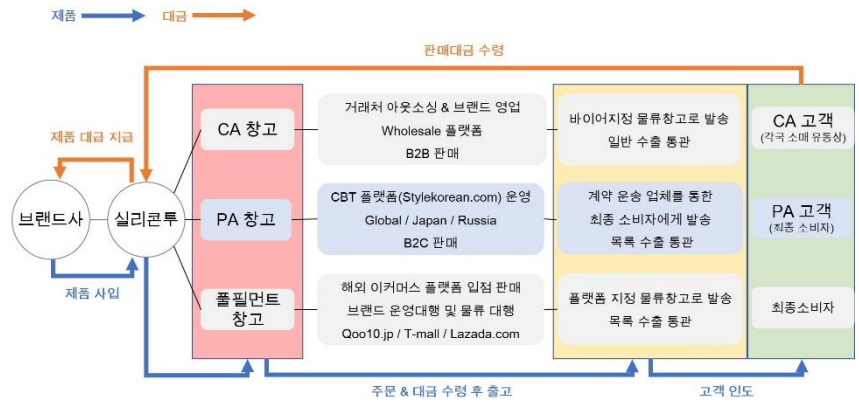 제품
대금
판매대금 수령
제품 대급 지급
브랜드사
실리콘투
제품 사입
CA 창고
거래처 아웃소싱 & 브랜드 영업
Wholesale 플랫폼
B2B 판매
바이어지정 물류창고로 발송
일반 수출 통관
CA 고객
(각국 소매 유통상)
PA 창고
CBT 플랫폼(Stylekorean.com) 운영
Global / Japan / Russia
B2C 판매
계약 운송 업체를 통한
최종 소비자에게 발송
목록 수출 통관
PA 고객
(최종 소비자)
풀필먼트
창고
해외 이커머스 플랫폼 입점 판매
브랜드 운영대행 및 물류 대행
Qoo10.jp / T-mall / Lazada.com
플랫폼 지정 물류창고로 발송
목록 수출 통관
최종소비자
주문 & 대금 수령 후 출고
고객 인도